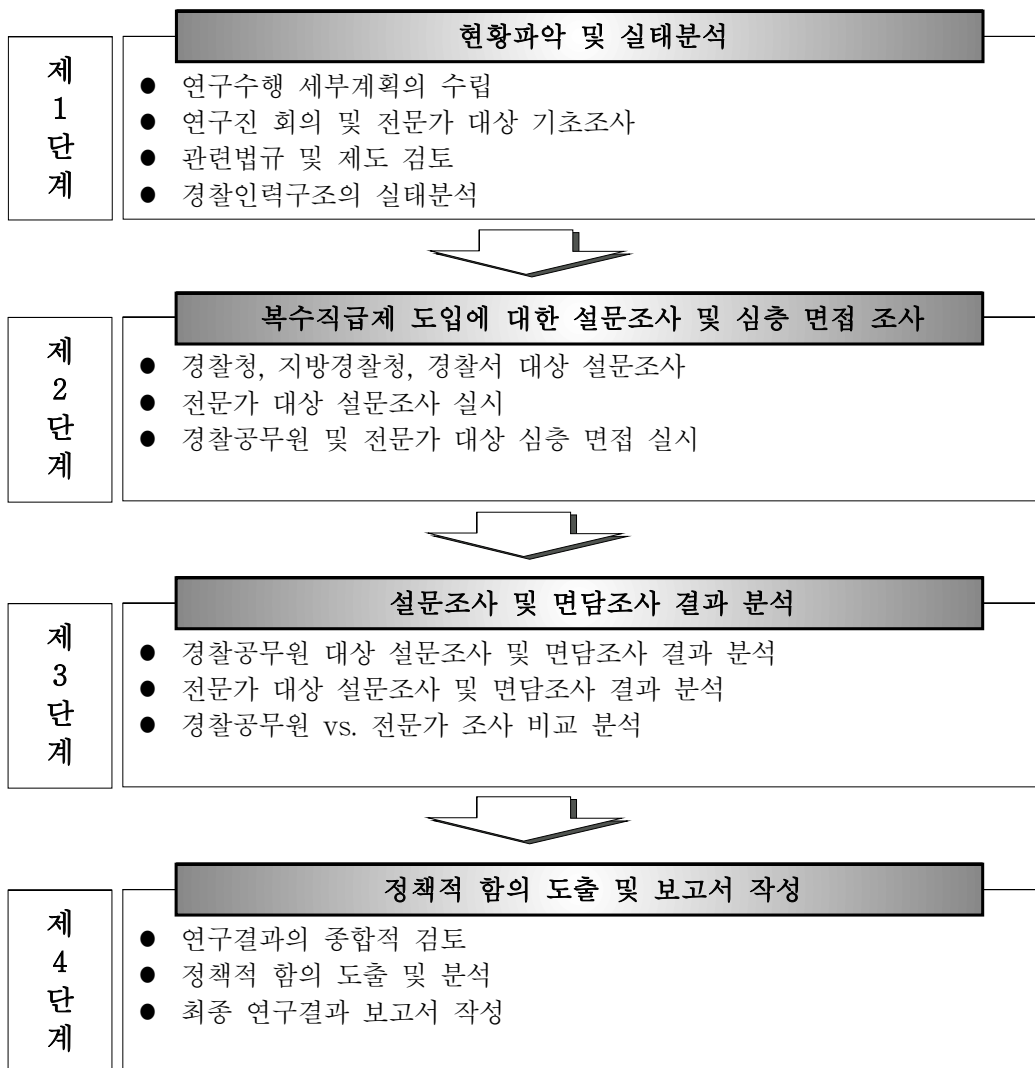 현황파악 및 실태분석
제
1
단
계
● 연구수행 세부계획의 수립
● 연구진 회의 및 전문가 대상 기초조사
● 관련법규 및 제도 검토
● 경찰인력구조의 실태분석
복수직급제 도입에 대한 설문조사 및 심층 면접 조사
제
2
단
계
● 경찰청, 지방경찰청, 경찰서 대상 설문조사
● 전문가 대상 설문조사 실시
● 경찰공무원 및 전문가 대상 심층 면접 실시
설문조사 및 면담조사 결과 분석
제
3
단
계
● 경찰공무원 대상 설문조사 및 면담조사 결과 분석
● 전문가 대상 설문조사 및 면담조사 결과 분석
● 경찰공무원 vs. 전문가 조사 비교 분석
정책적 함의 도출 및 보고서 작성
제
4
단
계
● 연구결과의 종합적 검토
● 정책적 함의 도출 및 분석
● 최종 연구결과 보고서 작성